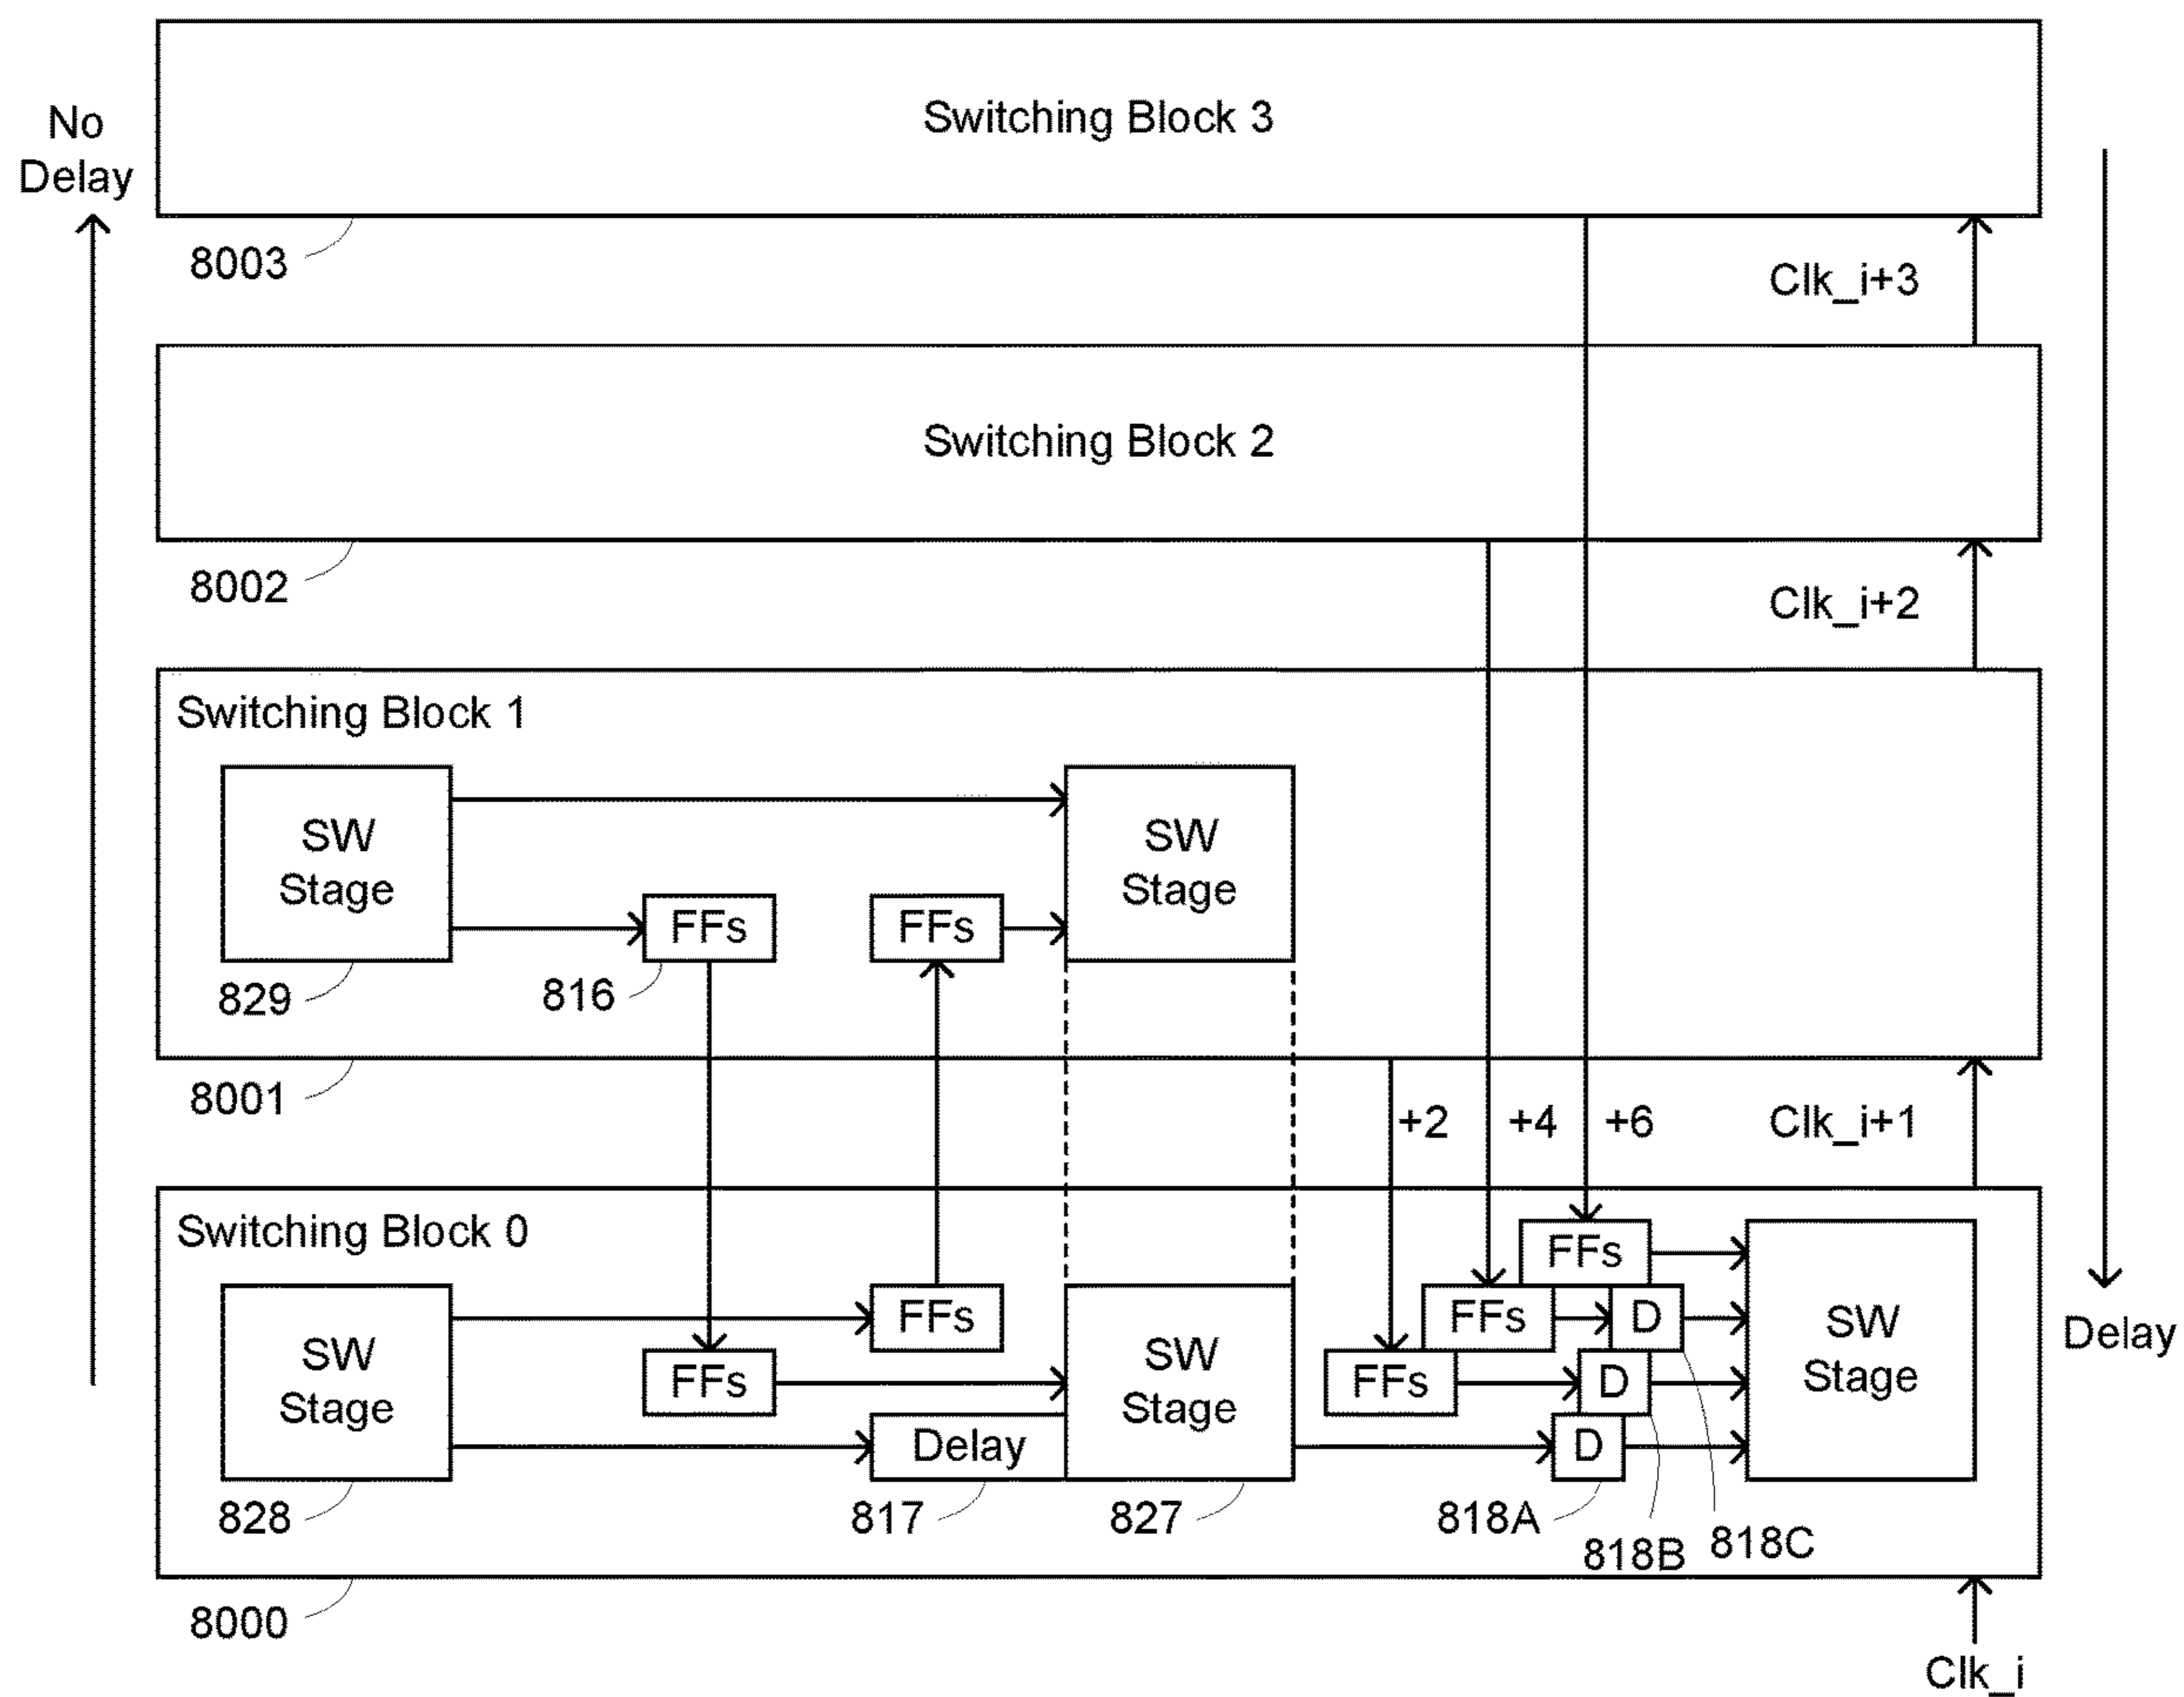 Switching Block 3
No
Delay
8003
Clk_i+3
Switching Block 2
8002
Clk_i+2
Switching Block 1
SW
Stage
SW
Stage
FFs
FFs
829
816
8001
+2
+4
+6
Clk_i+1
Switching Block 0
FFs
SW
Stage
FFs
FFs
SW
Stage
FFs
D
SW
Stage
Delay
FFs
D
Delay
D
828
817
827
818A
818B
818C
8000
Clk_i